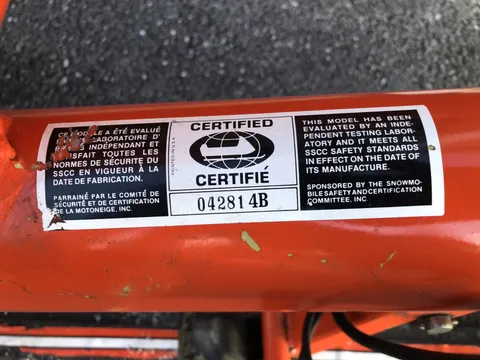 CE MODÈLE A ÉTÉ ÉVALUÉ
LABORATOIRE D'
INDÉPENDANT ET
SATISFAIT TOUTES LES
NORMES DE SÉCURITÉ DU
SSCC EN VIGUEUR À LA
DATE DE FABRICATION.
PARRAINÉ PAR LE COMITÉ DE
SÉCURITÉ ET DE CERTIFICATION
DE LA MOTONEIGE, INC.
PRINTED IN U.S.A.
CERTIFIED
CERTIFIÉ
042814B
THIS MODEL HAS BEEN
EVALUATED BY AN INDE-
PENDENT TESTING LABOR-
ATORY AND IT MEETS ALL
SSCC SAFETY STANDARDS
IN EFFECT ON THE DATE OF
ITS MANUFACTURE.
SPONSORED BY THE SNOWMO-
BILE SAFETY AND CERTIFICATION
COMMITTEE, INC.